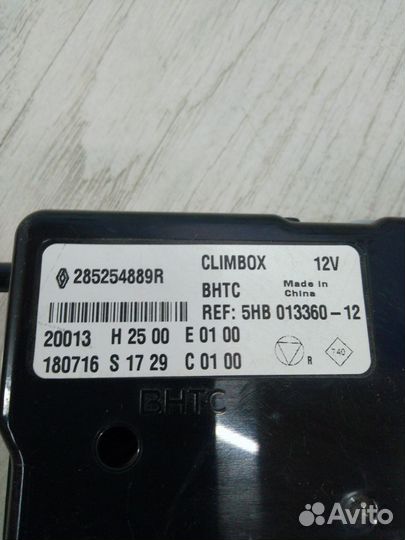 285254889R CLIMBOX 12V
BHTC Made in China
REF: 5HB 013360-12
20013 H 25 00 E 01 00
180716 S 17 29 C 01 00
R 740
BHTC
Avito